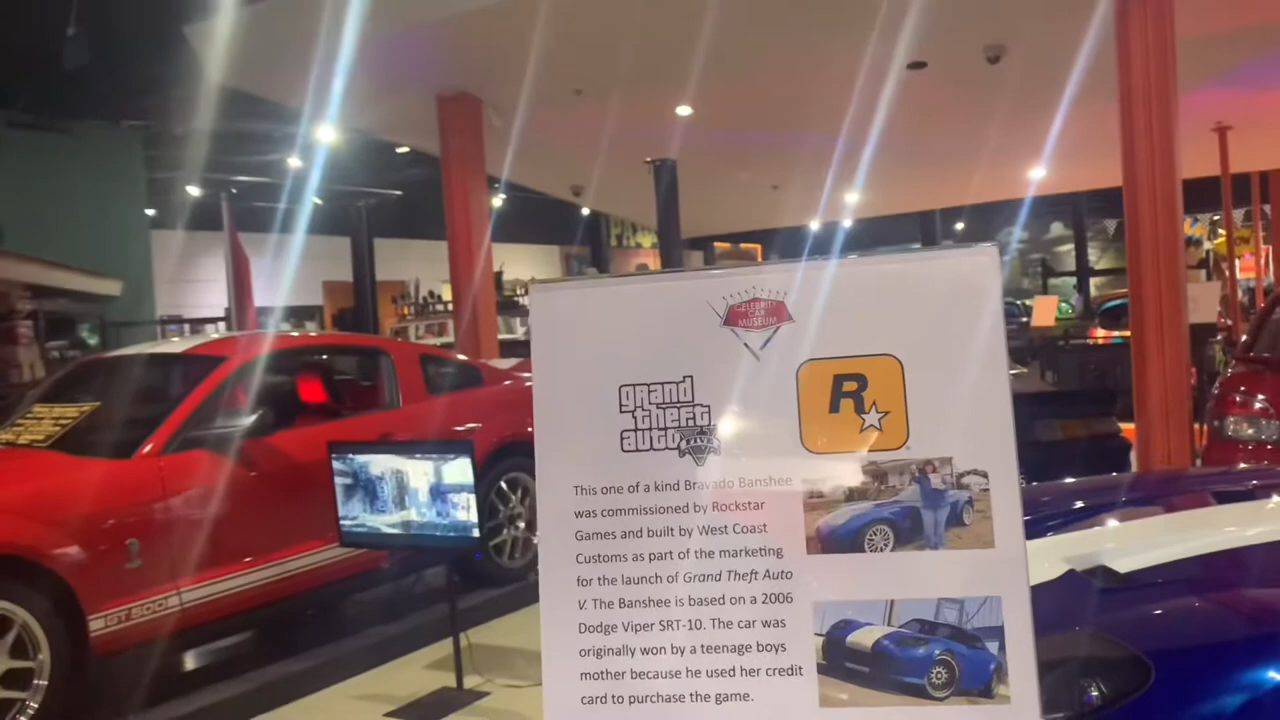 CELEBRITY
CAR
MUSEUM
grand
theft
auto
FIVE
R
This one of a kind Bravado Banshee
was commissioned by Rockstar
Games and built by West Coast
Customs as part of the marketing
for the launch of Grand Theft Auto
V. The Banshee is based on a 2006
Dodge Viper SRT-10. The car was
originally won by a teenage boys
mother because he used her credit
card to purchase the game.
GT 500